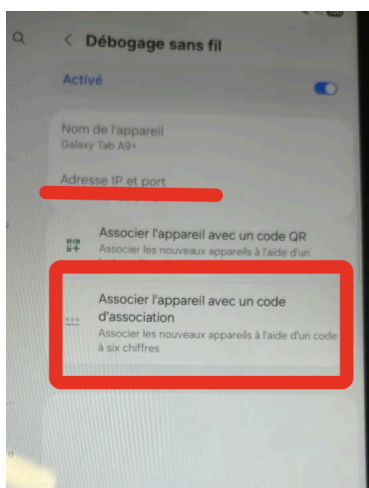 Débogage sans fil
Activé
Nom de l'appareil
Galaxy Tab A9+
Adresse IP et port
Associer l'appareil avec un code QR
Associer les nouveaux appareils à l'aide d'un
Associer l'appareil avec un code
d'association
Associer les nouveaux appareils à l'aide d'un code
à six chiffres